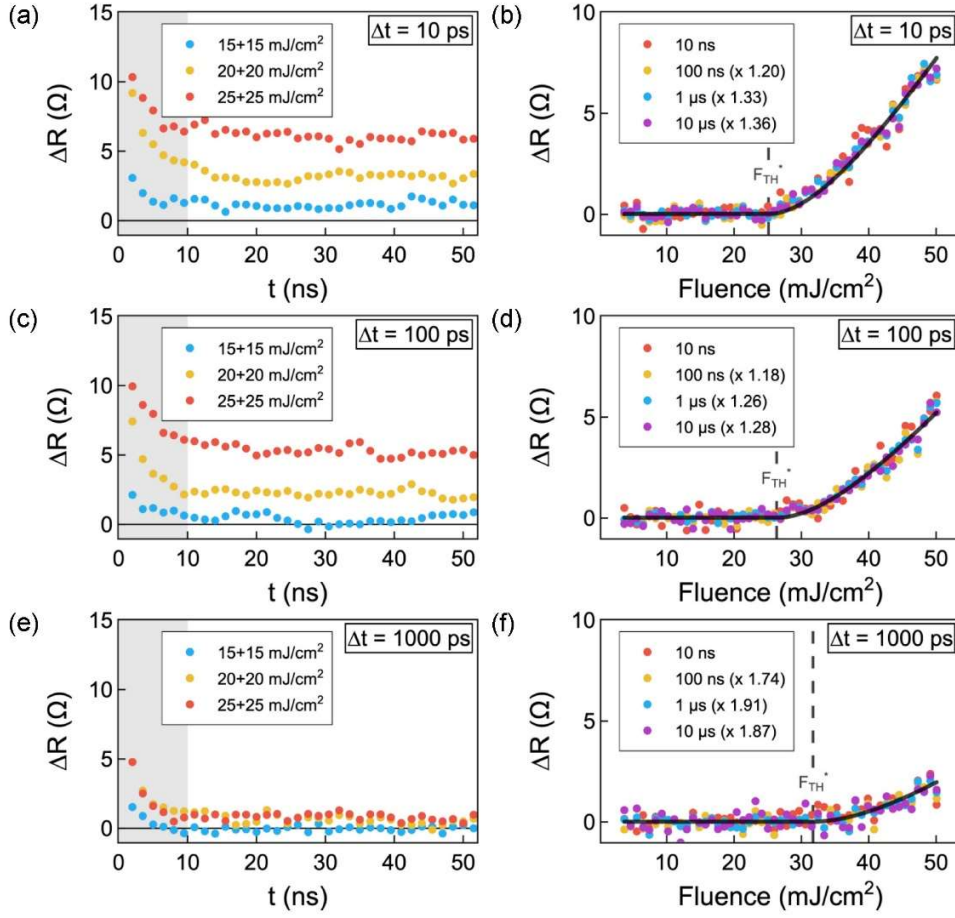 (a)
Δt = 10 ps
15+15 mJ/cm²
20+20 mJ/cm²
25+25 mJ/cm²
ΔR (Ω)
15
10
5
0
0 10 20 30 40 50
t (ns)
(b)
Δt = 10 ps
10 ns
100 ns (x 1.20)
1 µs (x 1.33)
10 µs (x 1.36)
F_TH*
ΔR (Ω)
10
5
0
0 10 20 30 40 50
Fluence (mJ/cm²)
(c)
Δt = 100 ps
15+15 mJ/cm²
20+20 mJ/cm²
25+25 mJ/cm²
ΔR (Ω)
15
10
5
0
0 10 20 30 40 50
t (ns)
(d)
Δt = 100 ps
10 ns
100 ns (x 1.18)
1 µs (x 1.26)
10 µs (x 1.28)
F_TH*
ΔR (Ω)
10
5
0
0 10 20 30 40 50
Fluence (mJ/cm²)
(e)
Δt = 1000 ps
15+15 mJ/cm²
20+20 mJ/cm²
25+25 mJ/cm²
ΔR (Ω)
15
10
5
0
0 10 20 30 40 50
t (ns)
(f)
Δt = 1000 ps
10 ns
100 ns (x 1.74)
1 µs (x 1.91)
10 µs (x 1.87)
F_TH*
ΔR (Ω)
10
5
0
0 10 20 30 40 50
Fluence (mJ/cm²)